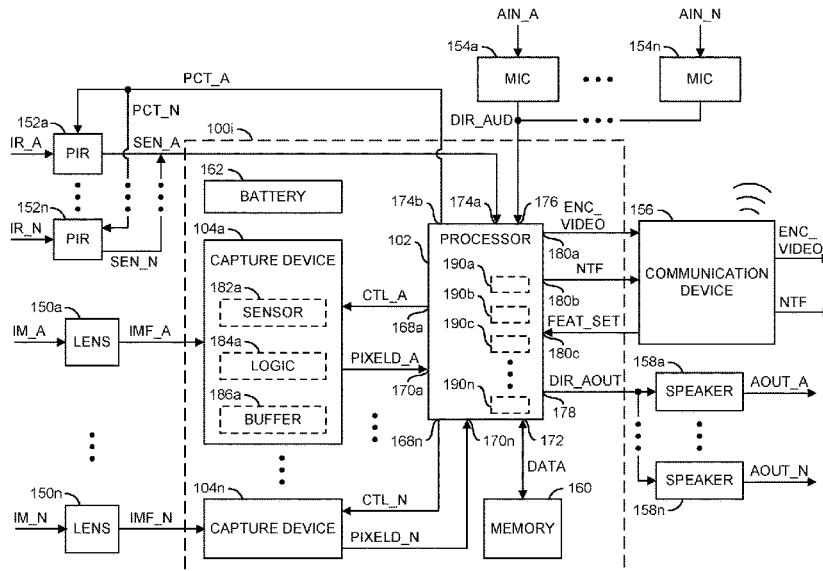 AIN_A
AIN_N
154a
154n
MIC
MIC
PCT_A
PCT_N
DIR_AUD
152a
100i
IR_A
PIR
SEN_A
162
BATTERY
174b
174a
176
152n
IR_N
PIR
SEN_N
104a
102
PROCESSOR
ENC_
VIDEO
180a
156
COMMUNICATION
DEVICE
ENC_
VIDEO
CAPTURE DEVICE
182a
SENSOR
CTL_A
168a
190a
190b
190c
190n
NTF
180b
NTF
FEAT_SET
180c
150a
IM_A
LENS
IMF_A
184a
LOGIC
PIXELD_A
170a
186a
BUFFER
DIR_AOUT
178
158a
SPEAKER
AOUT_A
168n
170n
172
DATA
150n
104n
CTL_N
160
SPEAKER
AOUT_N
158n
IM_N
LENS
IMF_N
CAPTURE DEVICE
PIXELD_N
MEMORY